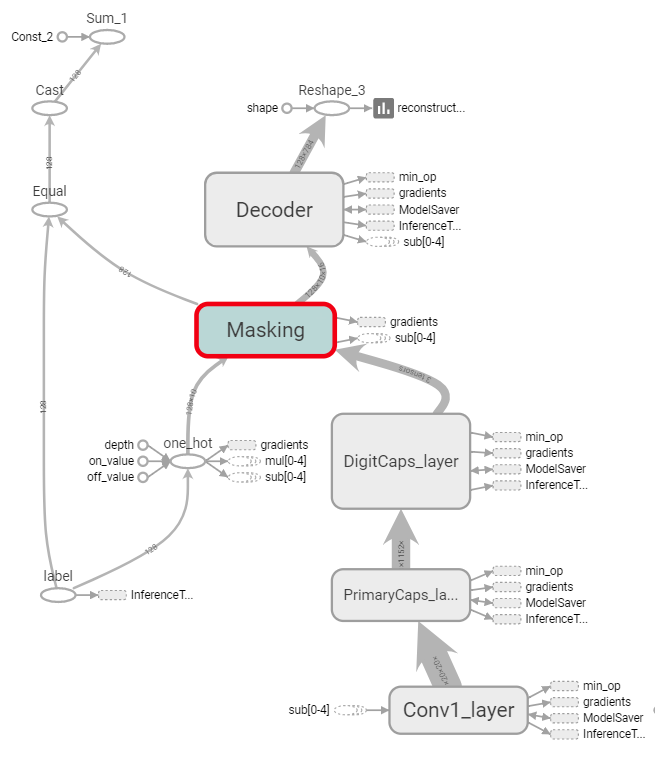 Sum_1
Const_2
128
Cast
Reshape_3
shape
reconstruct...
128
128×784
Equal
min_op
gradients
Decoder
ModelSaver
InferenceT...
sub[0-4]
128
Masking
gradients
sub[0-4]
3 tensors
128×10
128
one_hot
depth
on_value
off_value
gradients
mul[0-4]
sub[0-4]
DigitCaps_layer
min_op
gradients
ModelSaver
InferenceT...
128
×1152×
label
InferenceT...
PrimaryCaps_la...
min_op
gradients
ModelSaver
InferenceT...
×20×20×
sub[0-4]
Conv1_layer
min_op
gradients
ModelSaver
InferenceT...